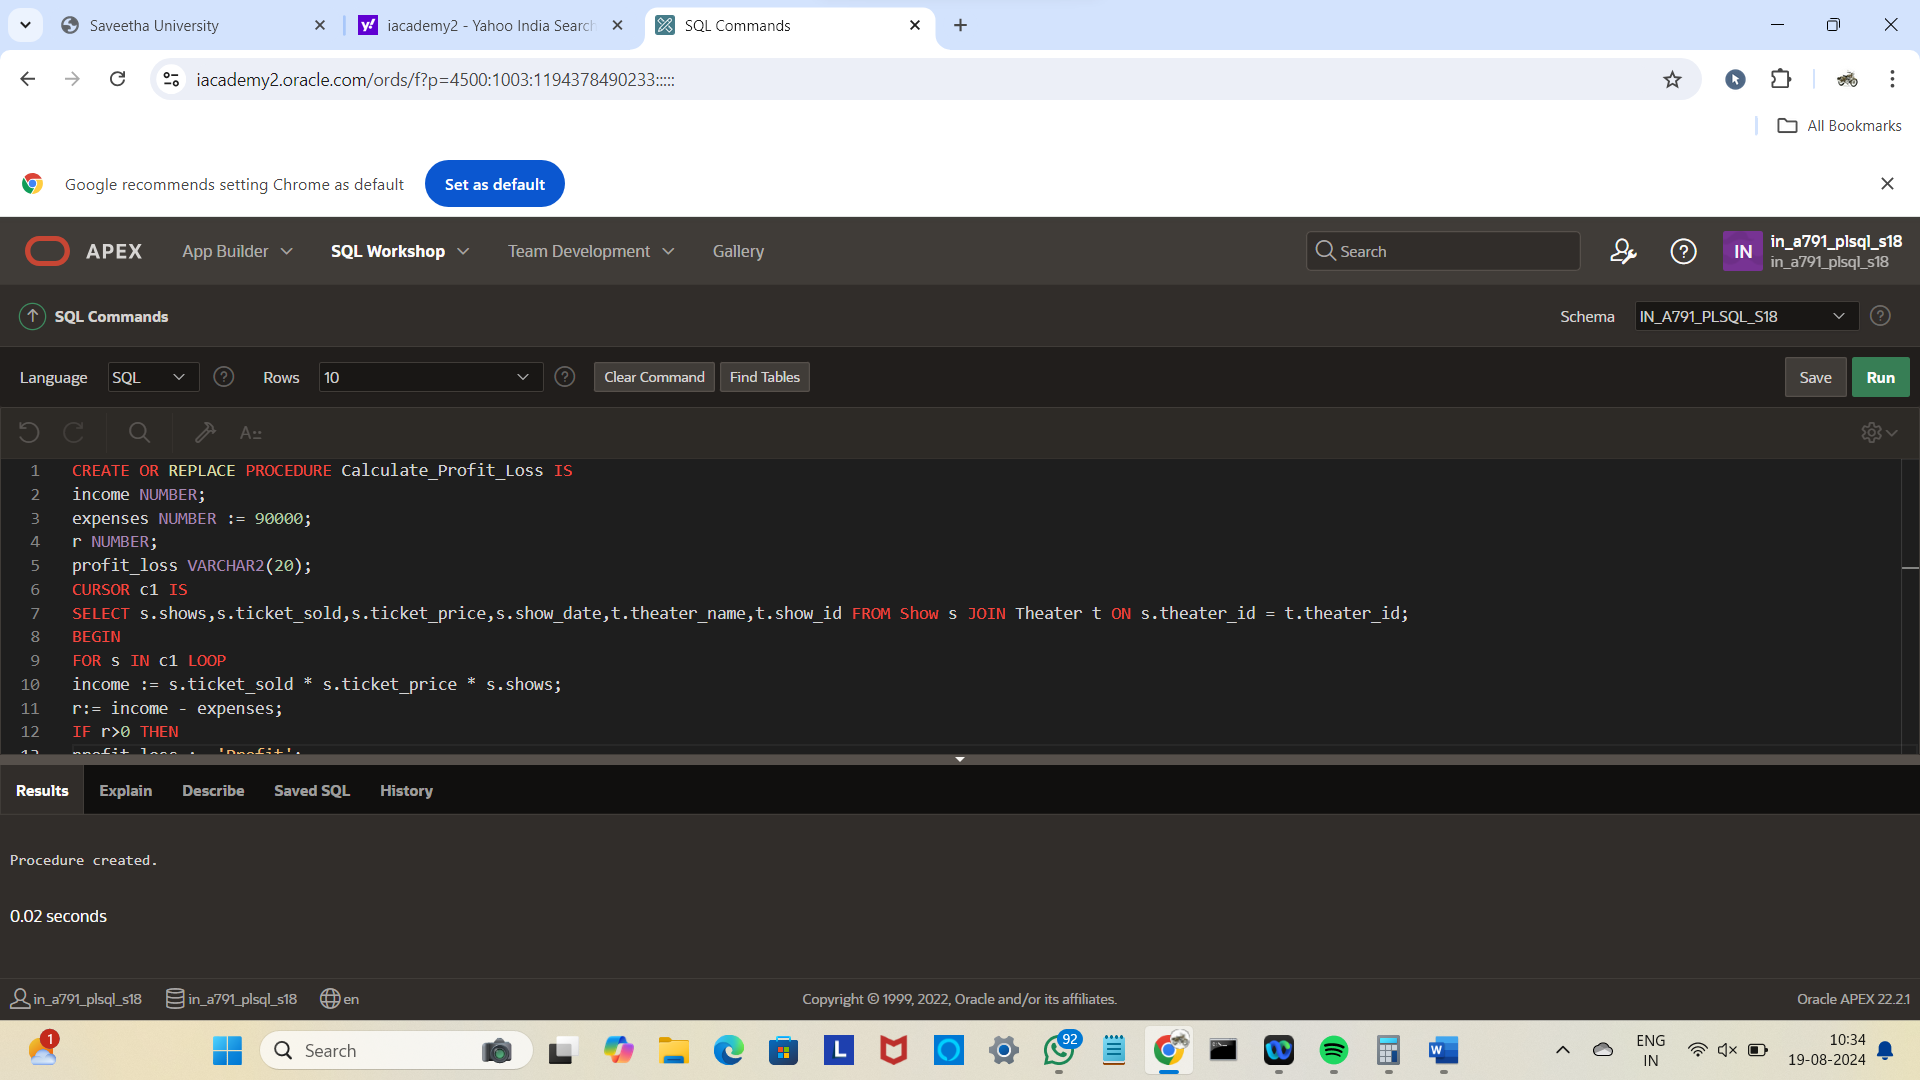 Saveetha University
iacademy2 - Yahoo India Search
SQL Commands
iacademy2.oracle.com/ords/f?p=4500:1003:1194378490233:::::
All Bookmarks
Google recommends setting Chrome as default
Set as default
APEX
App Builder
SQL Workshop
Team Development
Gallery
Search
IN
in_a791_plsql_s18
in_a791_plsql_s18
SQL Commands
Schema
IN_A791_PLSQL_S18
Language
SQL
Rows
10
Clear Command
Find Tables
Save
Run
1 CREATE OR REPLACE PROCEDURE Calculate_Profit_Loss IS
2 income NUMBER;
3 expenses NUMBER := 90000;
4 r NUMBER;
5 profit_loss VARCHAR2(20);
6 CURSOR c1 IS
7 SELECT s.shows,s.ticket_sold,s.ticket_price,s.show_date,t.theater_name,t.show_id FROM Show s JOIN Theater t ON s.theater_id = t.theater_id;
8 BEGIN
9 FOR s IN c1 LOOP
10 income := s.ticket_sold * s.ticket_price * s.shows;
11 r:= income - expenses;
12 IF r>0 THEN
13 profit_loss := 'Profit';
Results
Explain
Describe
Saved SQL
History
Procedure created.
0.02 seconds
in_a791_plsql_s18
in_a791_plsql_s18
en
Copyright © 1999, 2022, Oracle and/or its affiliates.
Oracle APEX 22.2.1
1
Search
L
92
W
ENG
IN
10:34
19-08-2024